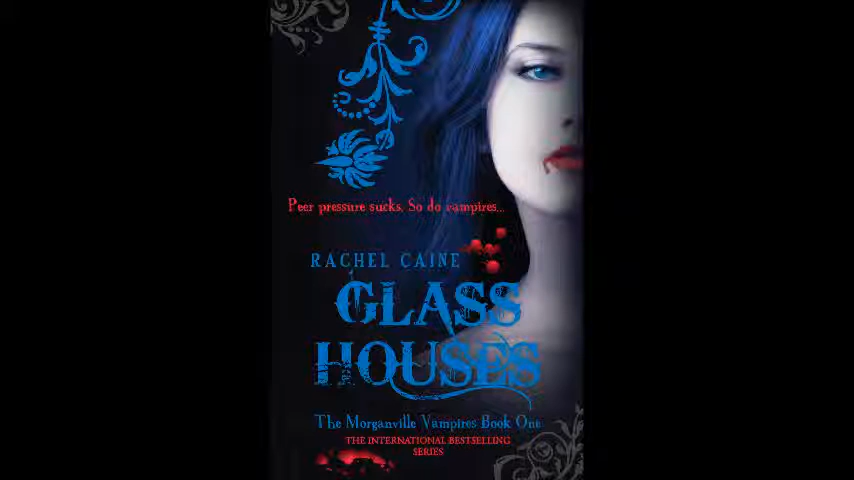 Peer pressure sucks. So do vampires...
RACHEL CAINE
GLASS
HOUSES
The Morganville Vampires Book One
THE INTERNATIONAL BESTSELLING
SERIES